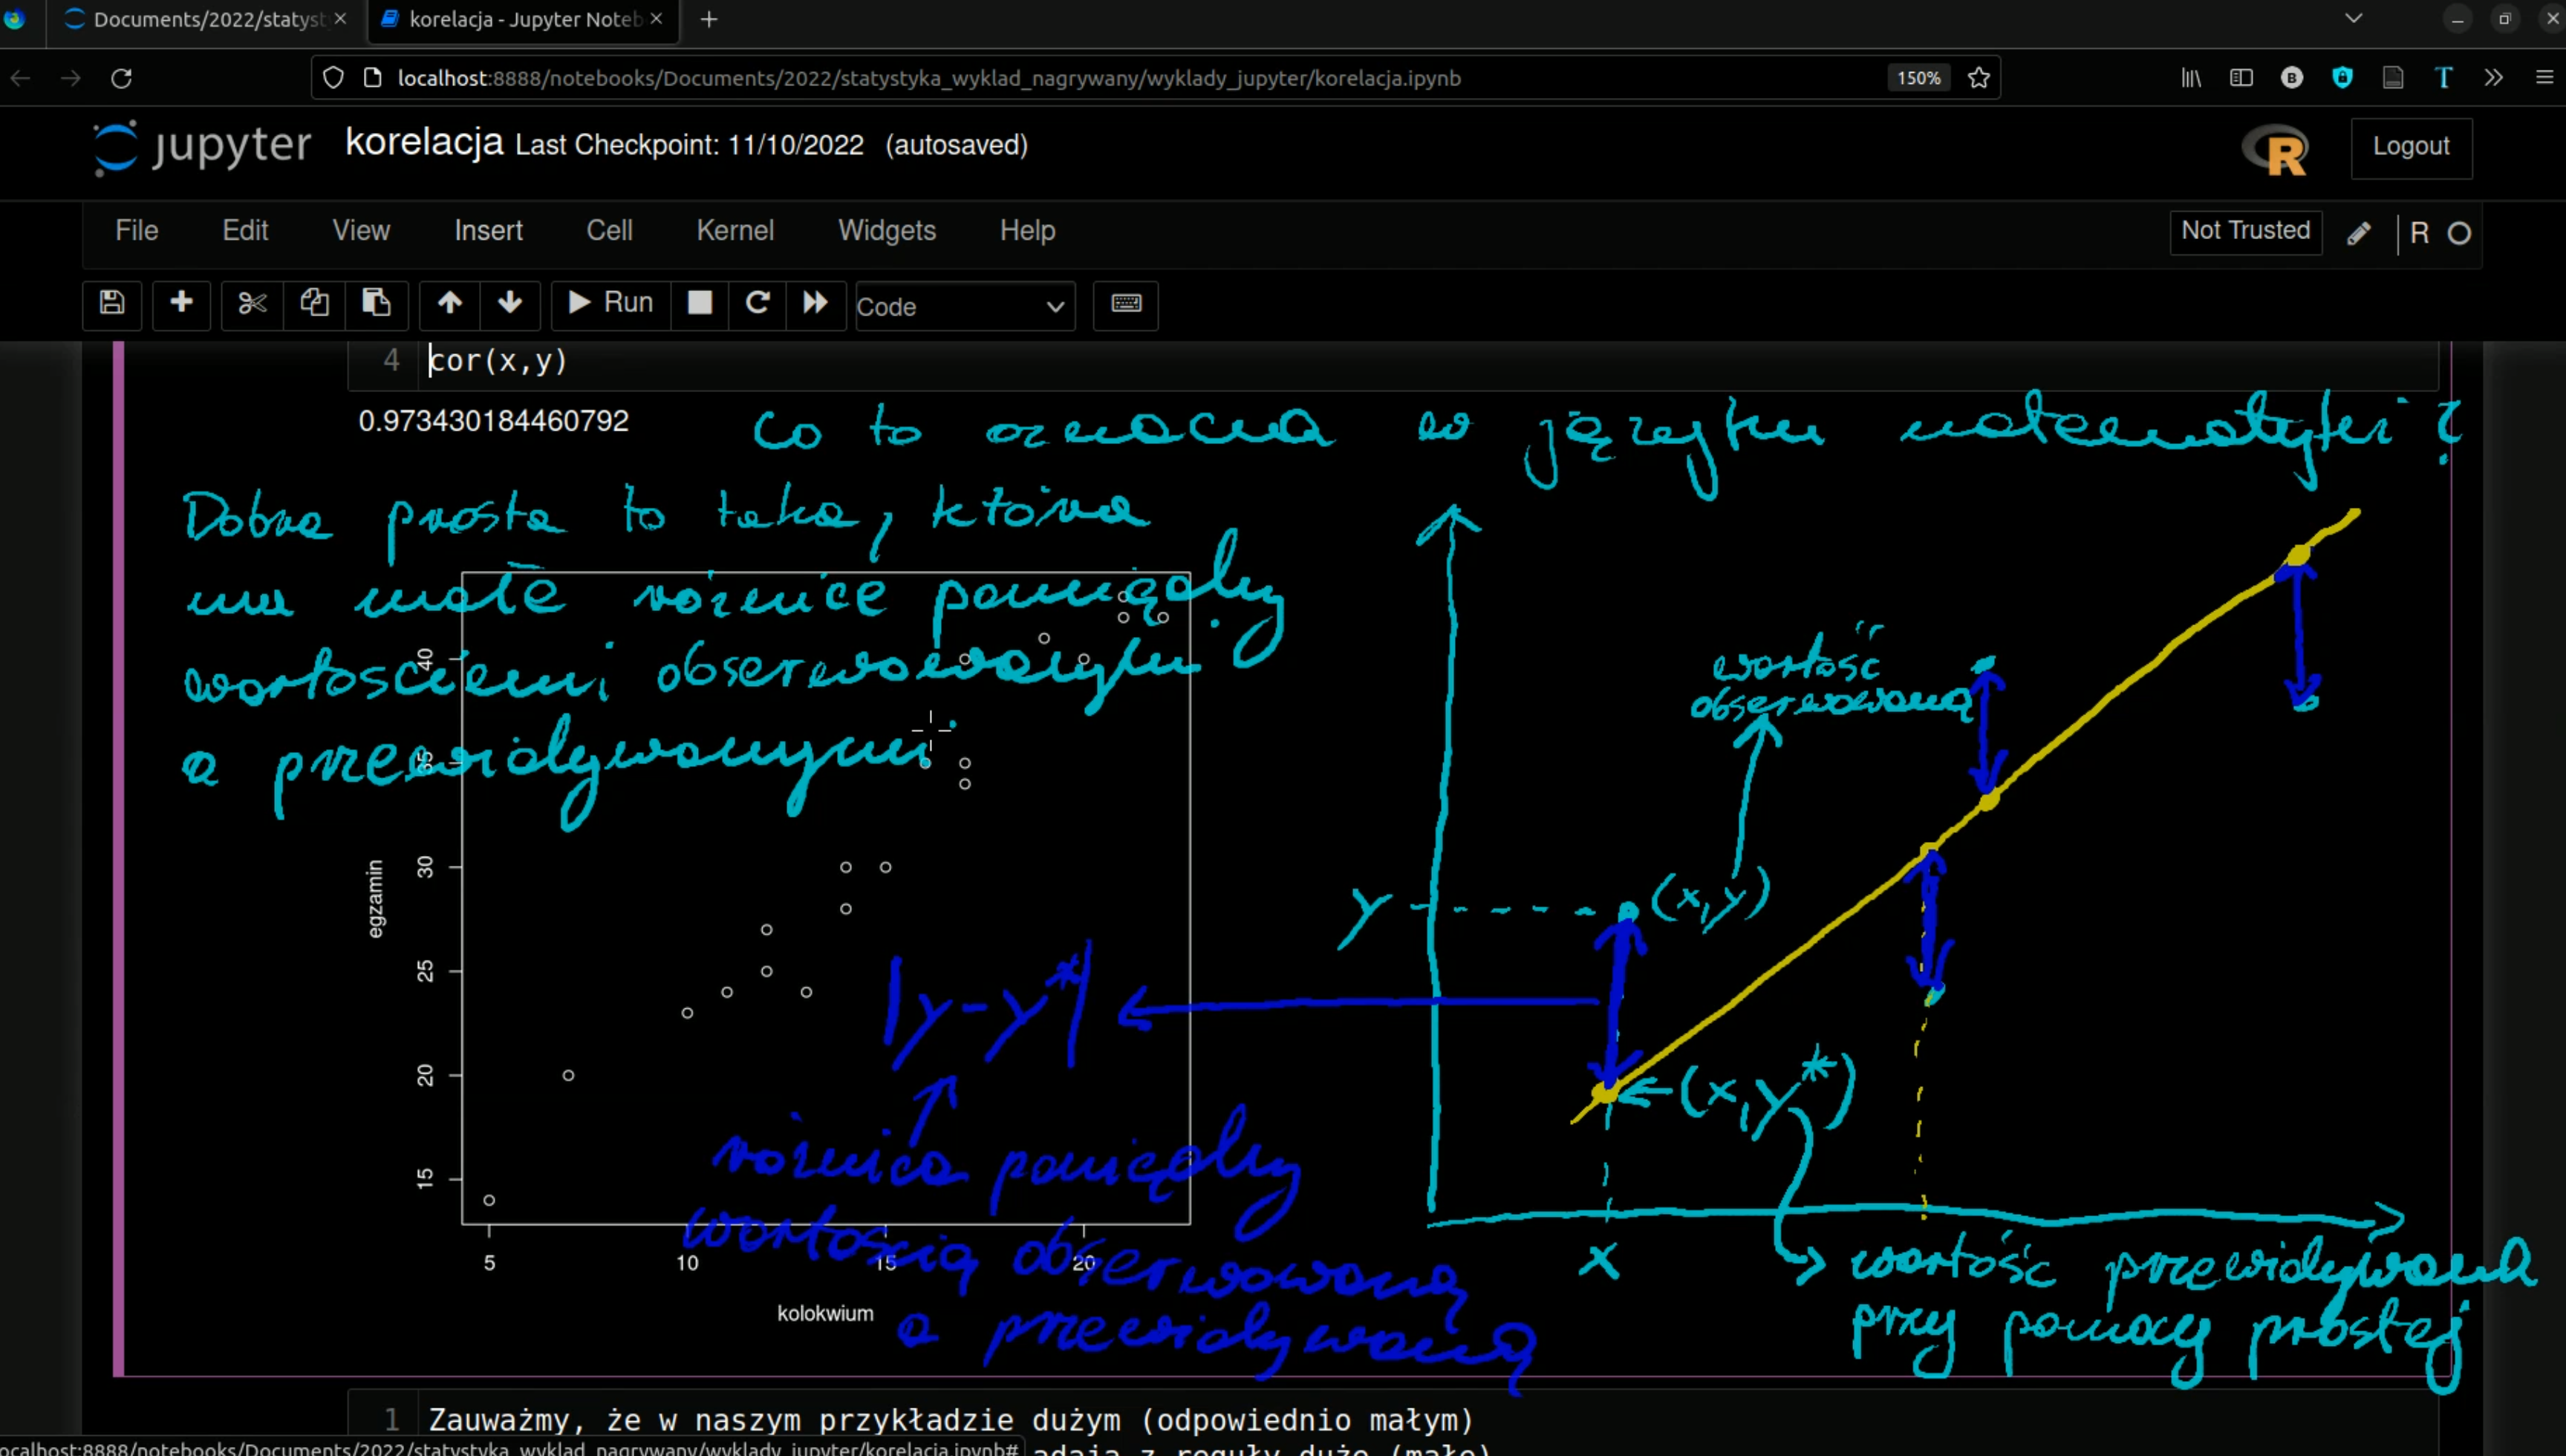 Documents/2022/statyst
korelacja - Jupyter Noteb
localhost:8888/notebooks/Documents/2022/statystyka_wyklad_nagrywany/wyklady_jupyter/korelacja.ipynb
150%
jupyter korelacja Last Checkpoint: 11/10/2022 (autosaved)
R
Logout
File Edit View Insert Cell Kernel Widgets Help
Not Trusted
R
Run
Code
4 cor(x,y)
0.973430184460792
Co to oznacza w języku matematyki?
Dobra prosta to taka, która
ma małe różnice pomiędzy
wartościami obserwowanymi
a przewidywanymi.
egzamin
40
35
30
25
20
15
5 10 15 20
kolokwium
|y-y*|
różnica pomiędzy
wartością obserwowaną
a przewidywaną
wartość
obserwowana
y
(x,y)
(x,y*)
x
wartość przewidywana
przy pomocy prostej
1 Zauważmy, że w naszym przykładzie dużym (odpowiednio małym)
ocalhost:8888/notebooks/Documents/2022/statystyka_wyklad_nagrywany/wyklady_jupyter/korelacja.ipynb#
adają z reguły duże (małe)